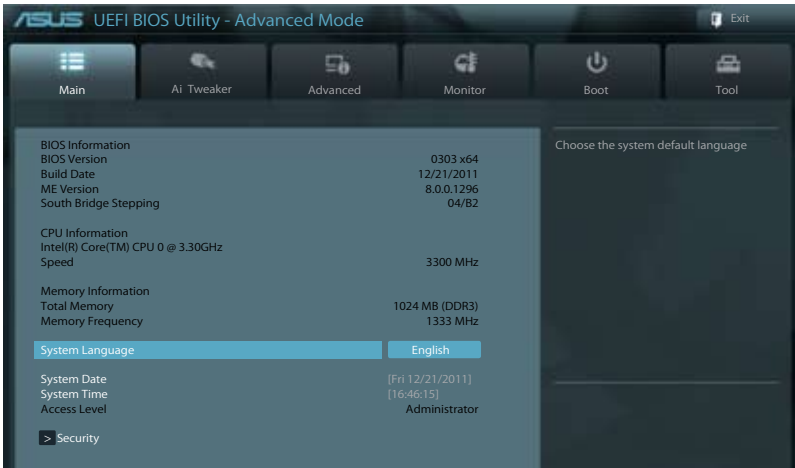 ASUS UEFI BIOS Utility - Advanced Mode
Exit
Main
Ai Tweaker
Advanced
Monitor
Boot
Tool
BIOS Information
BIOS Version 0303 x64
Build Date 12/21/2011
ME Version 8.0.0.1296
South Bridge Stepping 04/B2
CPU Information
Intel(R) Core(TM) CPU 0 @ 3.30GHz
Speed 3300 MHz
Memory Information
Total Memory 1024 MB (DDR3)
Memory Frequency 1333 MHz
System Language English
System Date [Fri 12/21/2011]
System Time [16:46:15]
Access Level Administrator
> Security
Choose the system default language